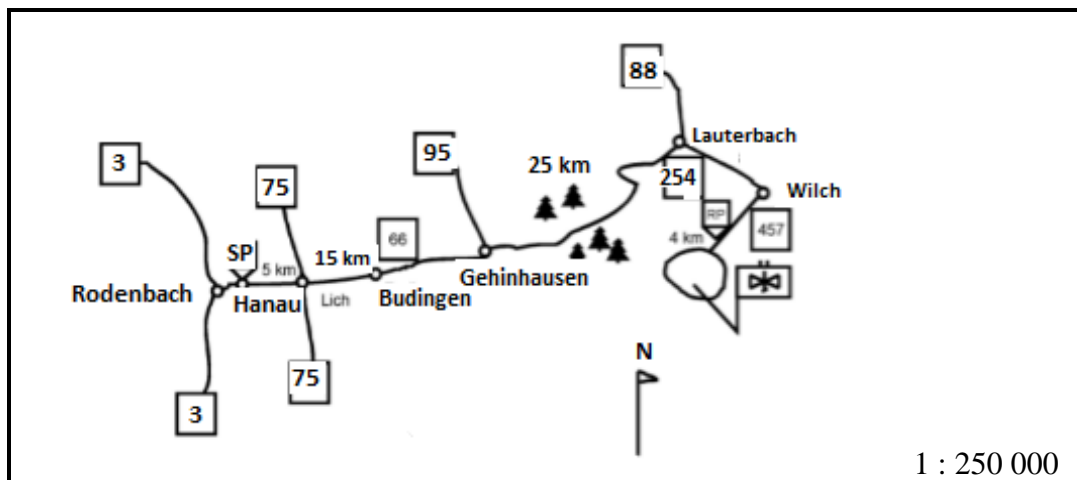 88
Lauterbach
3
95
25 km
75
254
Wilch
RP
SP
66
4 km
457
5 km
15 km
Gehinhausen
Rodenbach
Hanau
Lich
Budingen
N
75
3
1 : 250 000